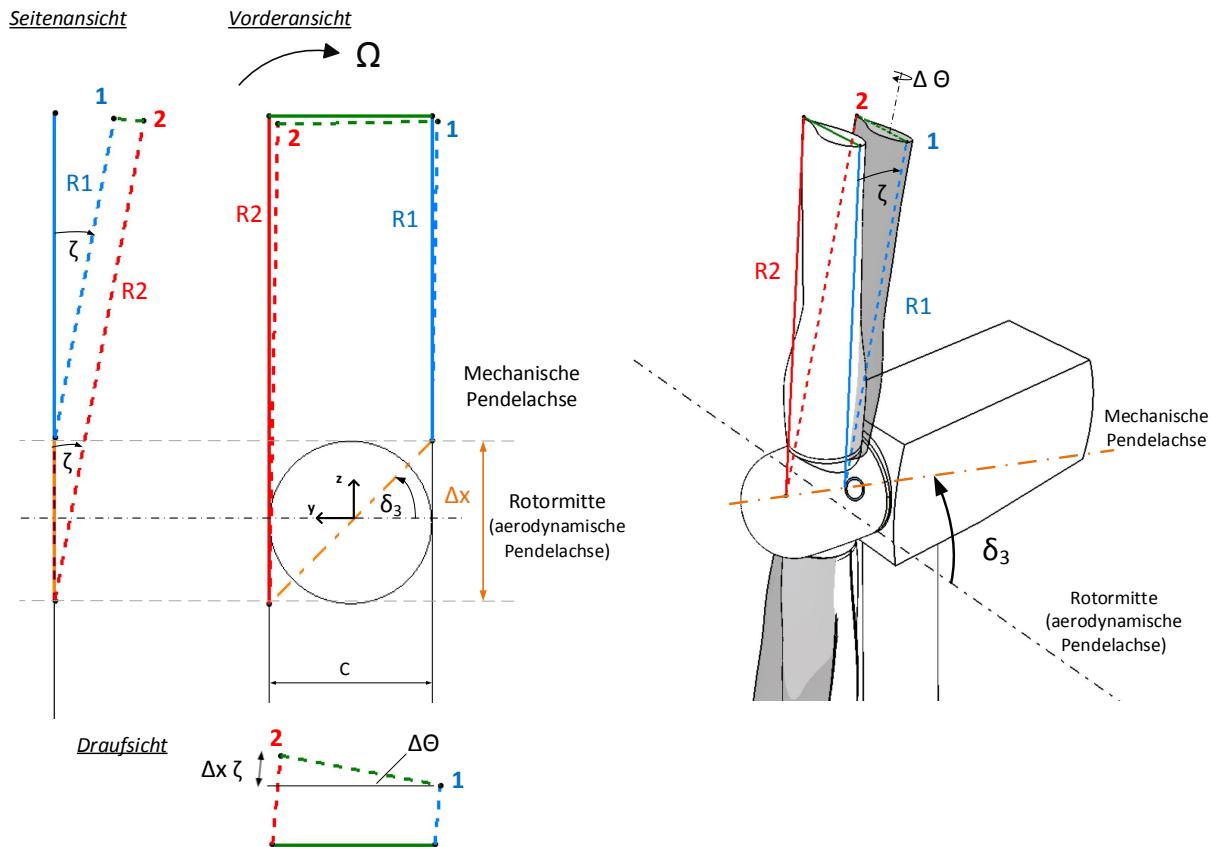 Seitenansicht
Vorderansicht
Ω
1
2
R1
ζ
R2
ζ
2
1
R2
R1
z
y
δ₃
Δx
Mechanische
Pendelachse
Rotormitte
(aerodynamische
Pendelachse)
C
Draufsicht
2
ΔΘ
Δx ζ
1
Δ Θ
2
1
ζ
R2
R1
Mechanische
Pendelachse
δ₃
Rotormitte
(aerodynamische
Pendelachse)